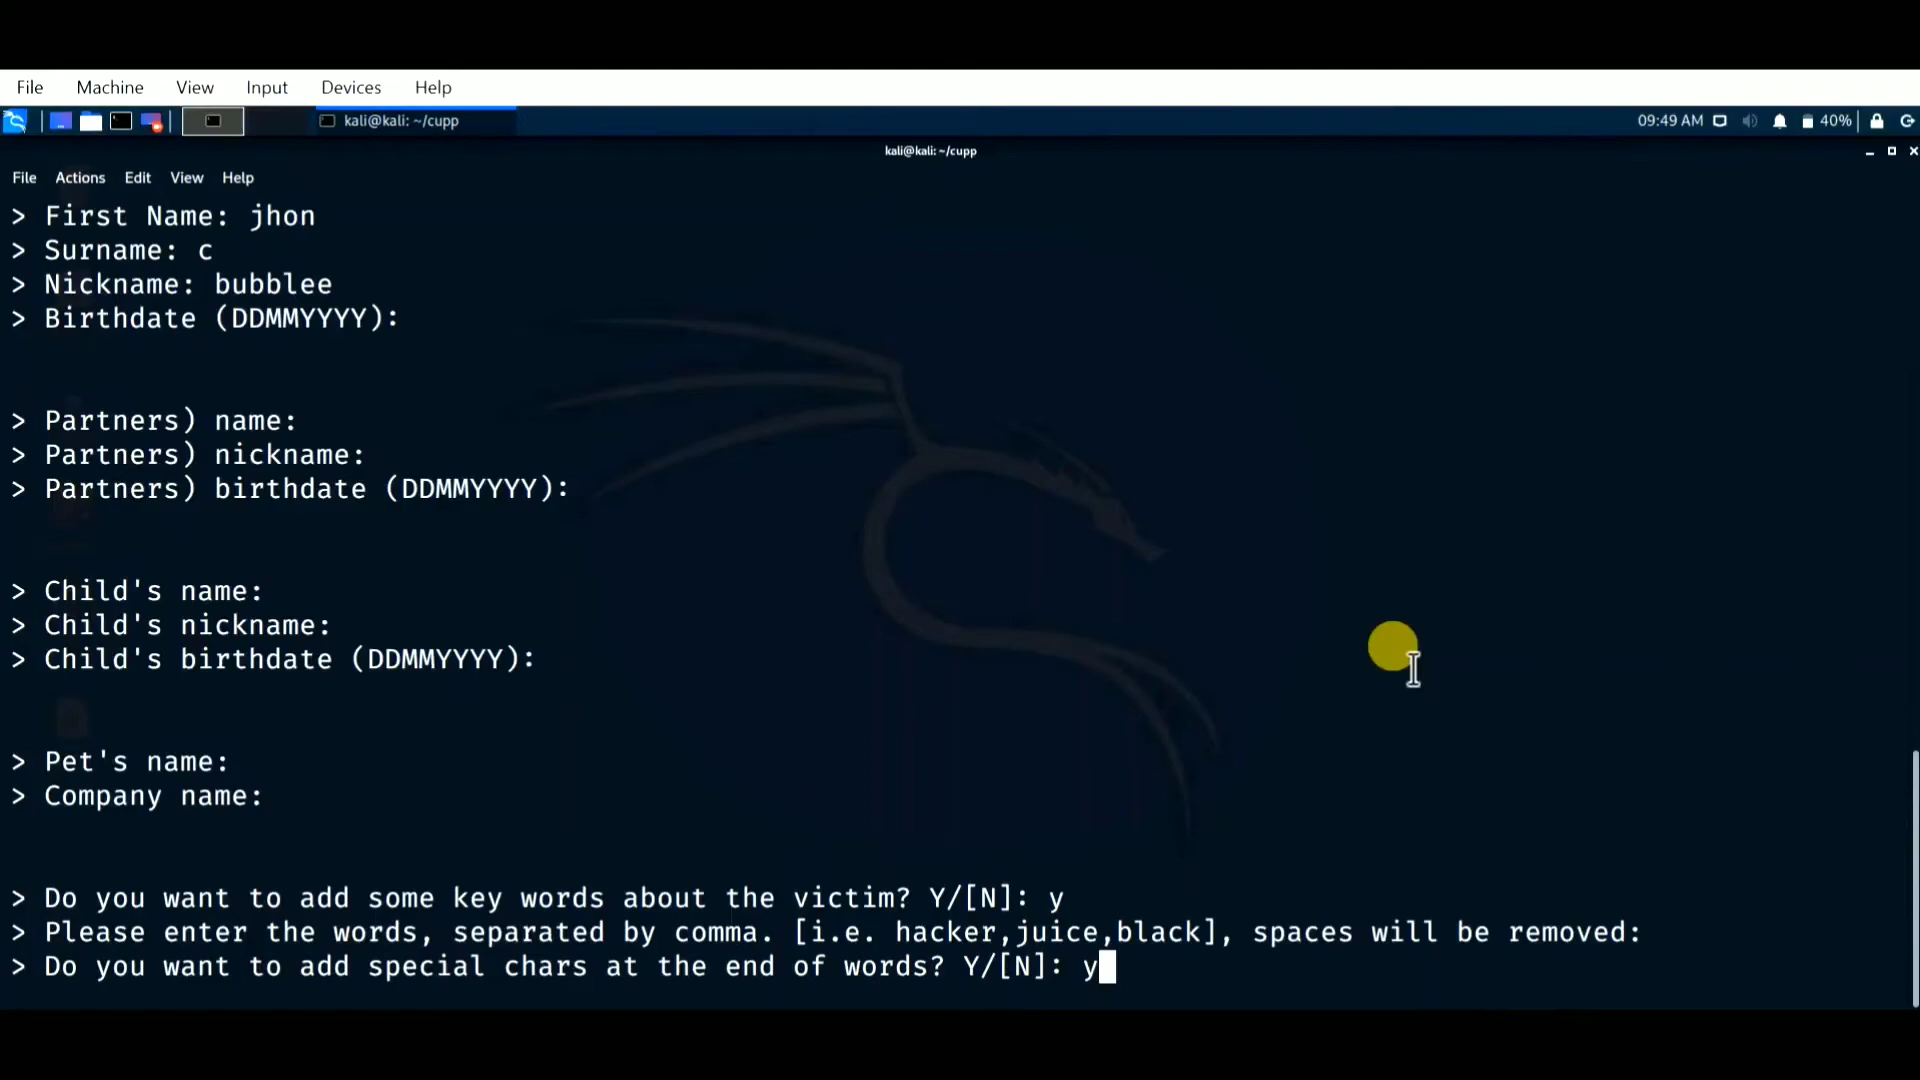 File Machine View Input Devices Help
kali@kali: ~/cupp 09:49 AM 40%
kali@kali: ~/cupp
File Actions Edit View Help
> First Name: jhon
> Surname: c
> Nickname: bubblee
> Birthdate (DDMMYYYY):
> Partners) name:
> Partners) nickname:
> Partners) birthdate (DDMMYYYY):
> Child's name:
> Child's nickname:
> Child's birthdate (DDMMYYYY):
> Pet's name:
> Company name:
> Do you want to add some key words about the victim? Y/[N]: y
> Please enter the words, separated by comma. [i.e. hacker,juice,black], spaces will be removed:
> Do you want to add special chars at the end of words? Y/[N]: y